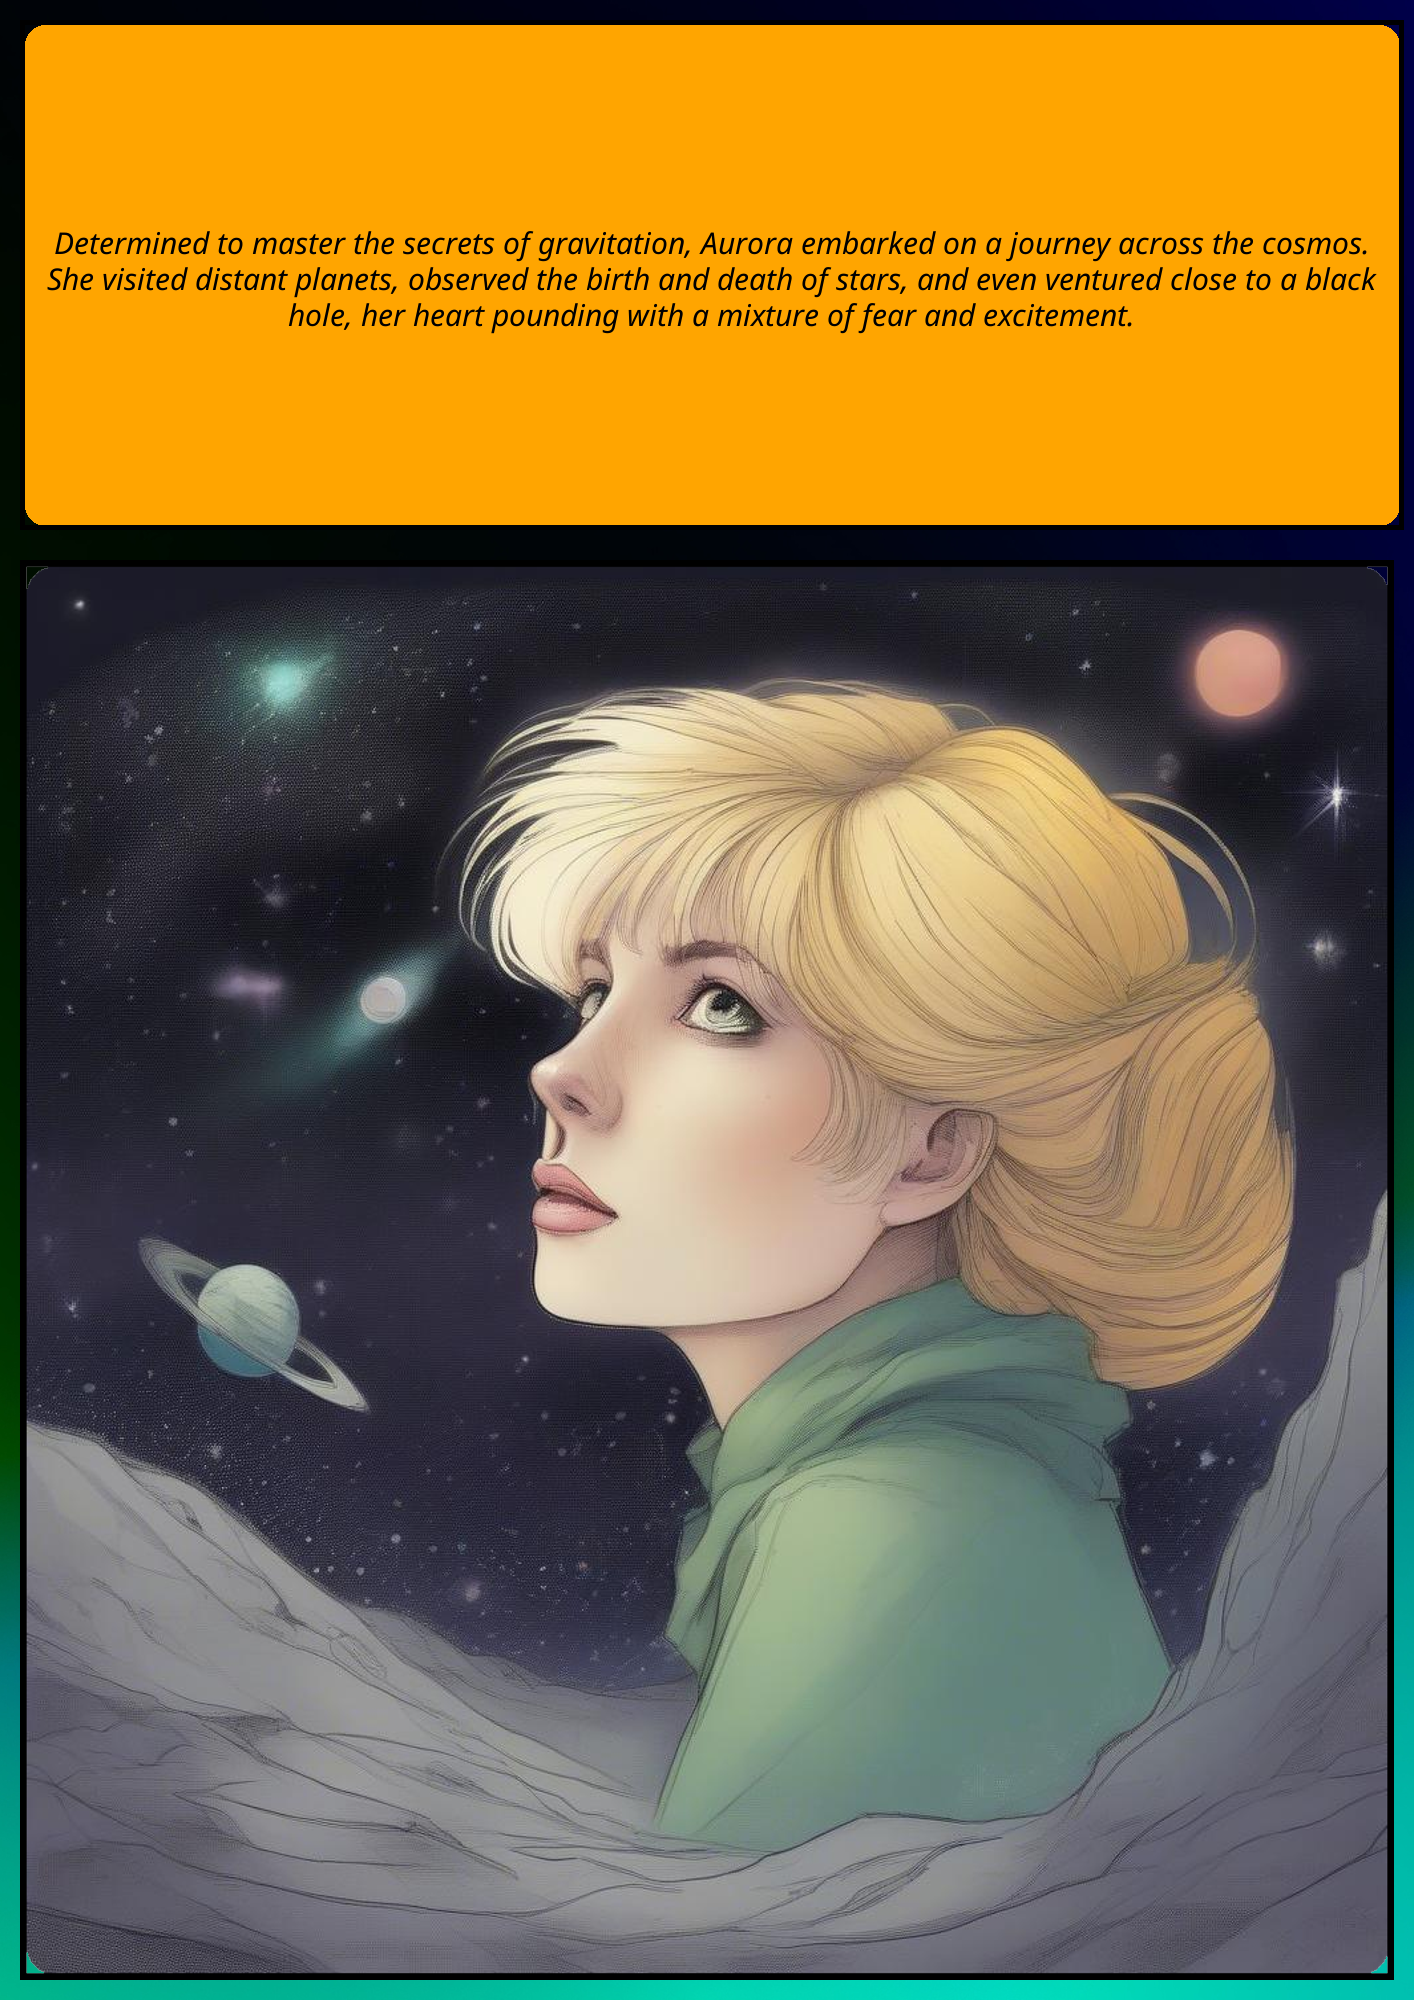 Determined to master the secrets of gravitation, Aurora embarked on a journey across the cosmos.
She visited distant planets, observed the birth and death of stars, and even ventured close to a black
hole, her heart pounding with a mixture of fear and excitement.